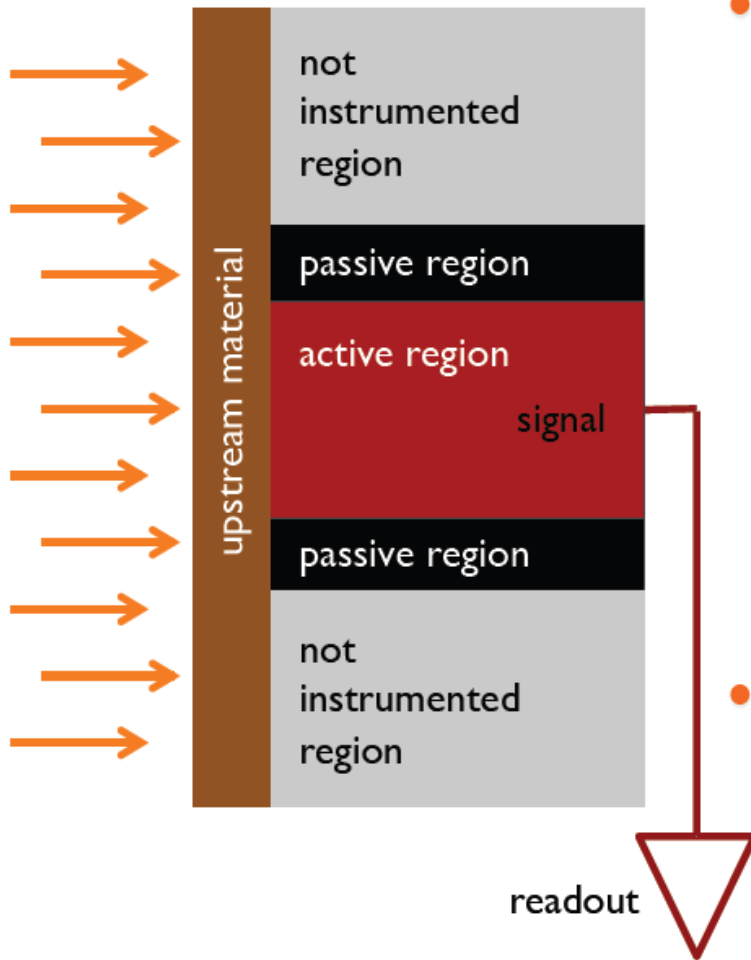 not
instrumented
region
passive region
upstream material
active region
signal
passive region
not
instrumented
region
readout